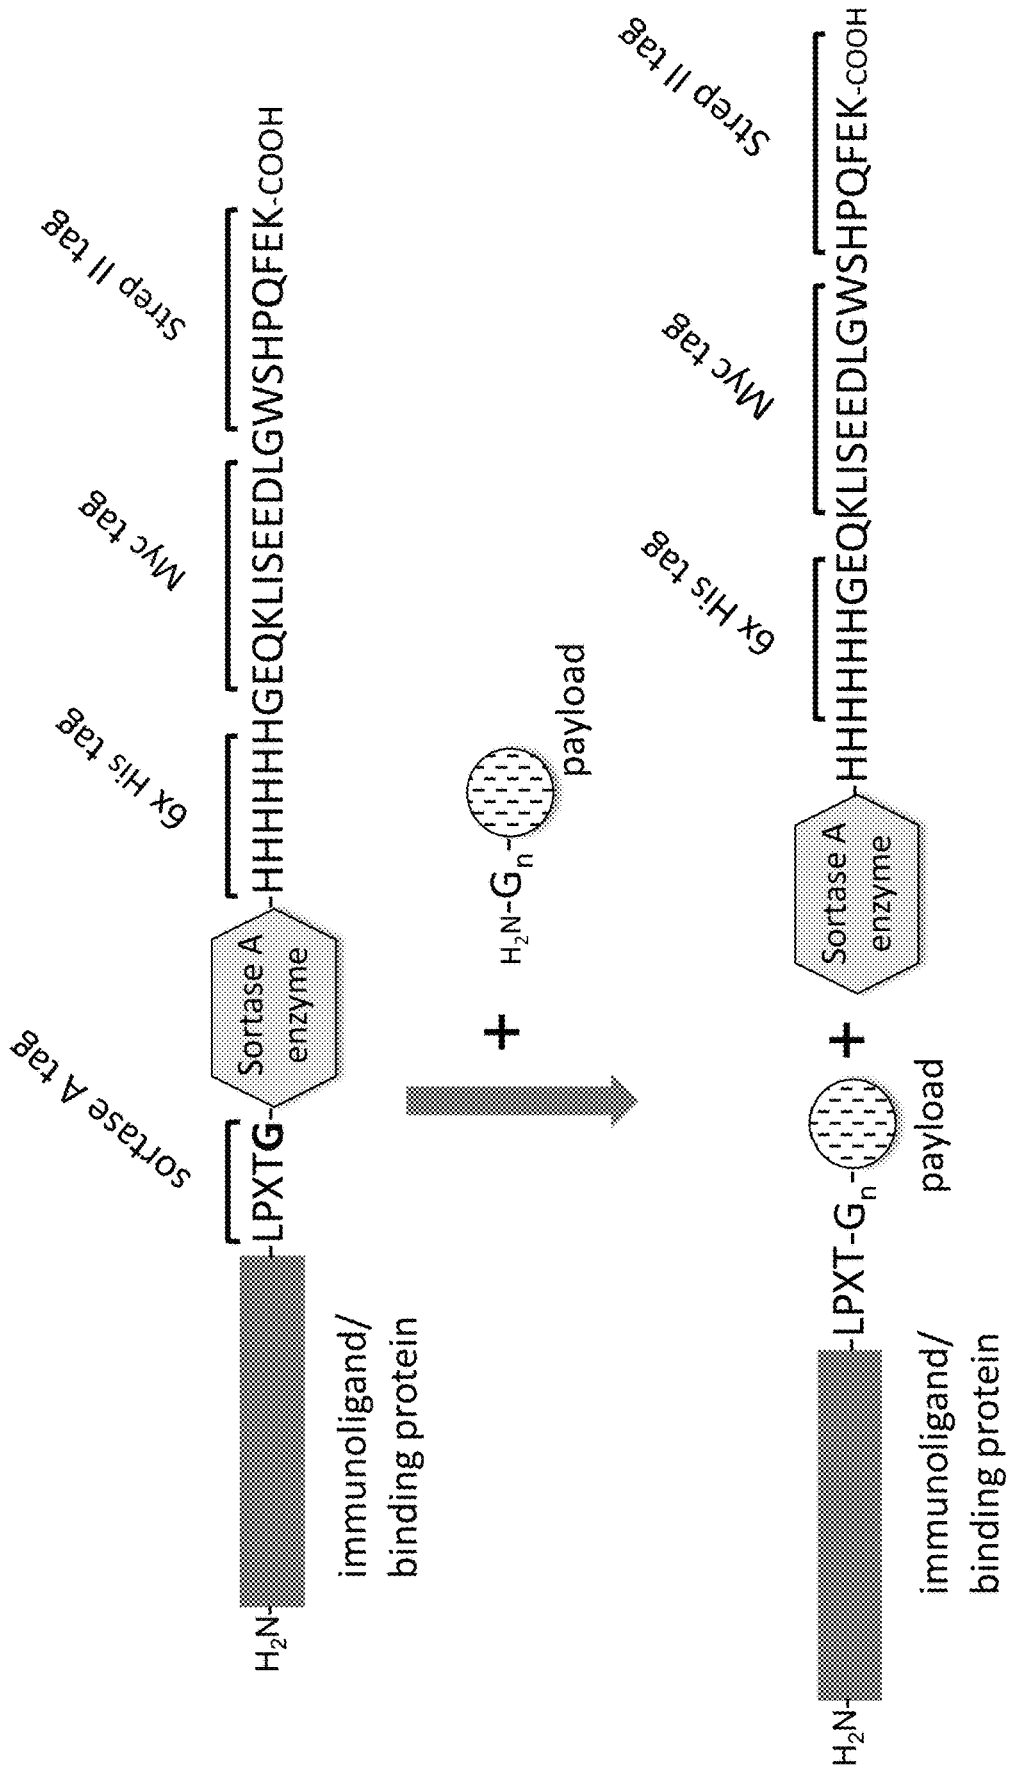 sortase A tag
6x His tag
Myc tag
Strep II tag
H₂N-
-LPXTG-
Sortase A
enzyme
-HHHHHHGEQKLISEEDLGWSHPQFEK-COOH
immunoligand/
binding protein
+
H₂N-Gₙ-
payload
6x His tag
Myc tag
Strep II tag
H₂N-
-LPXT-Gₙ-
+
Sortase A
enzyme
-HHHHHHGEQKLISEEDLGWSHPQFEK-COOH
immunoligand/
binding protein
payload